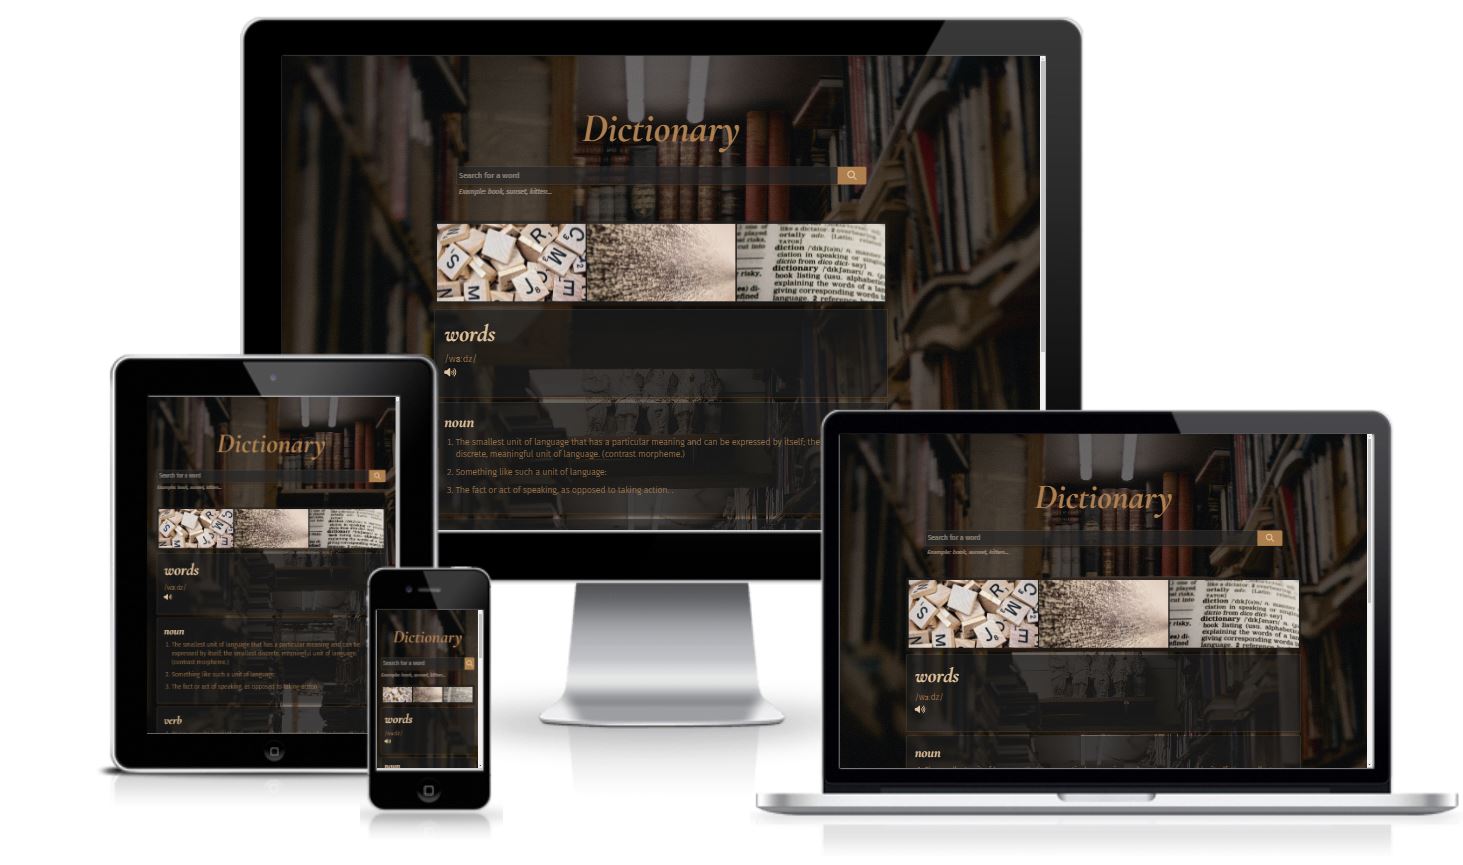 Dictionary
Search for a word
Example: book, sunset, kitten...
words
/wɜːdz/
noun
1. The smallest unit of language that has a particular meaning and can be expressed by itself; the
discrete, meaningful unit of language. (contrast morpheme.)
2. Something like such a unit of language:
3. The fact or act of speaking, as opposed to taking action. .
Dictionary
Search for a word
Example: book, sunset, kitten...
words
/wɜːdz/
noun
1. The smallest unit of language that has a particular meaning and can be
expressed by itself; the smallest discrete, meaningful unit of language.
(contrast morpheme.)
2. Something like such a unit of language:
3. The fact or act of speaking, as opposed to taking action. .
verb
Dictionary
Search for a word
Example: book, sunset, kitten...
words
/wɜːdz/
noun
Dictionary
Search for a word
Example: book, sunset, kitten...
words
/wɜːdz/
noun